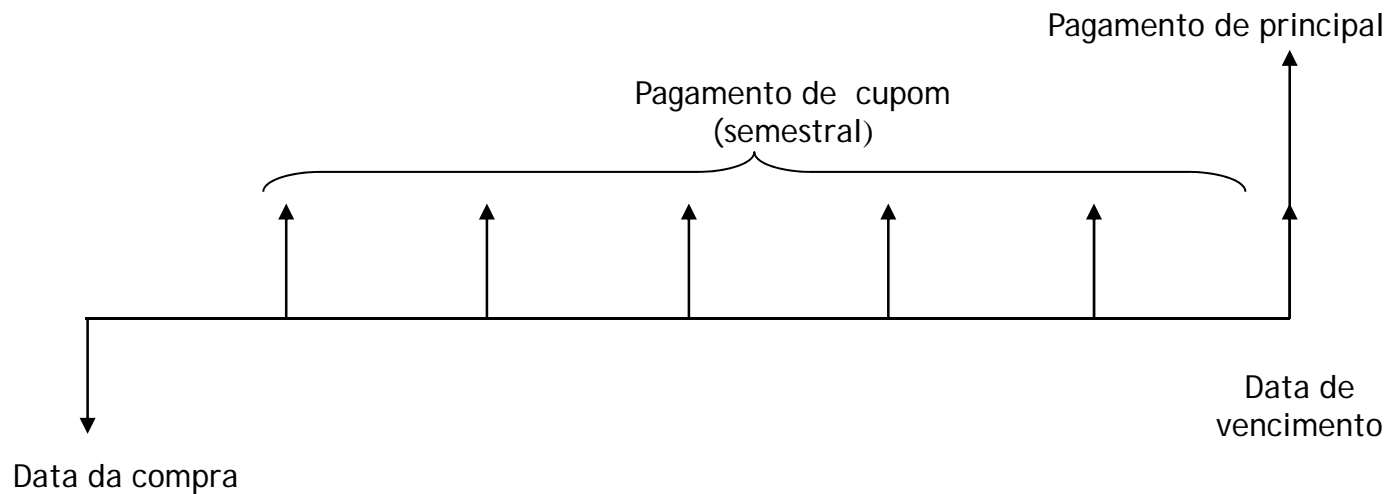 Pagamento de principal
Pagamento de cupom
(semestral)
Data de
vencimento
Data da compra